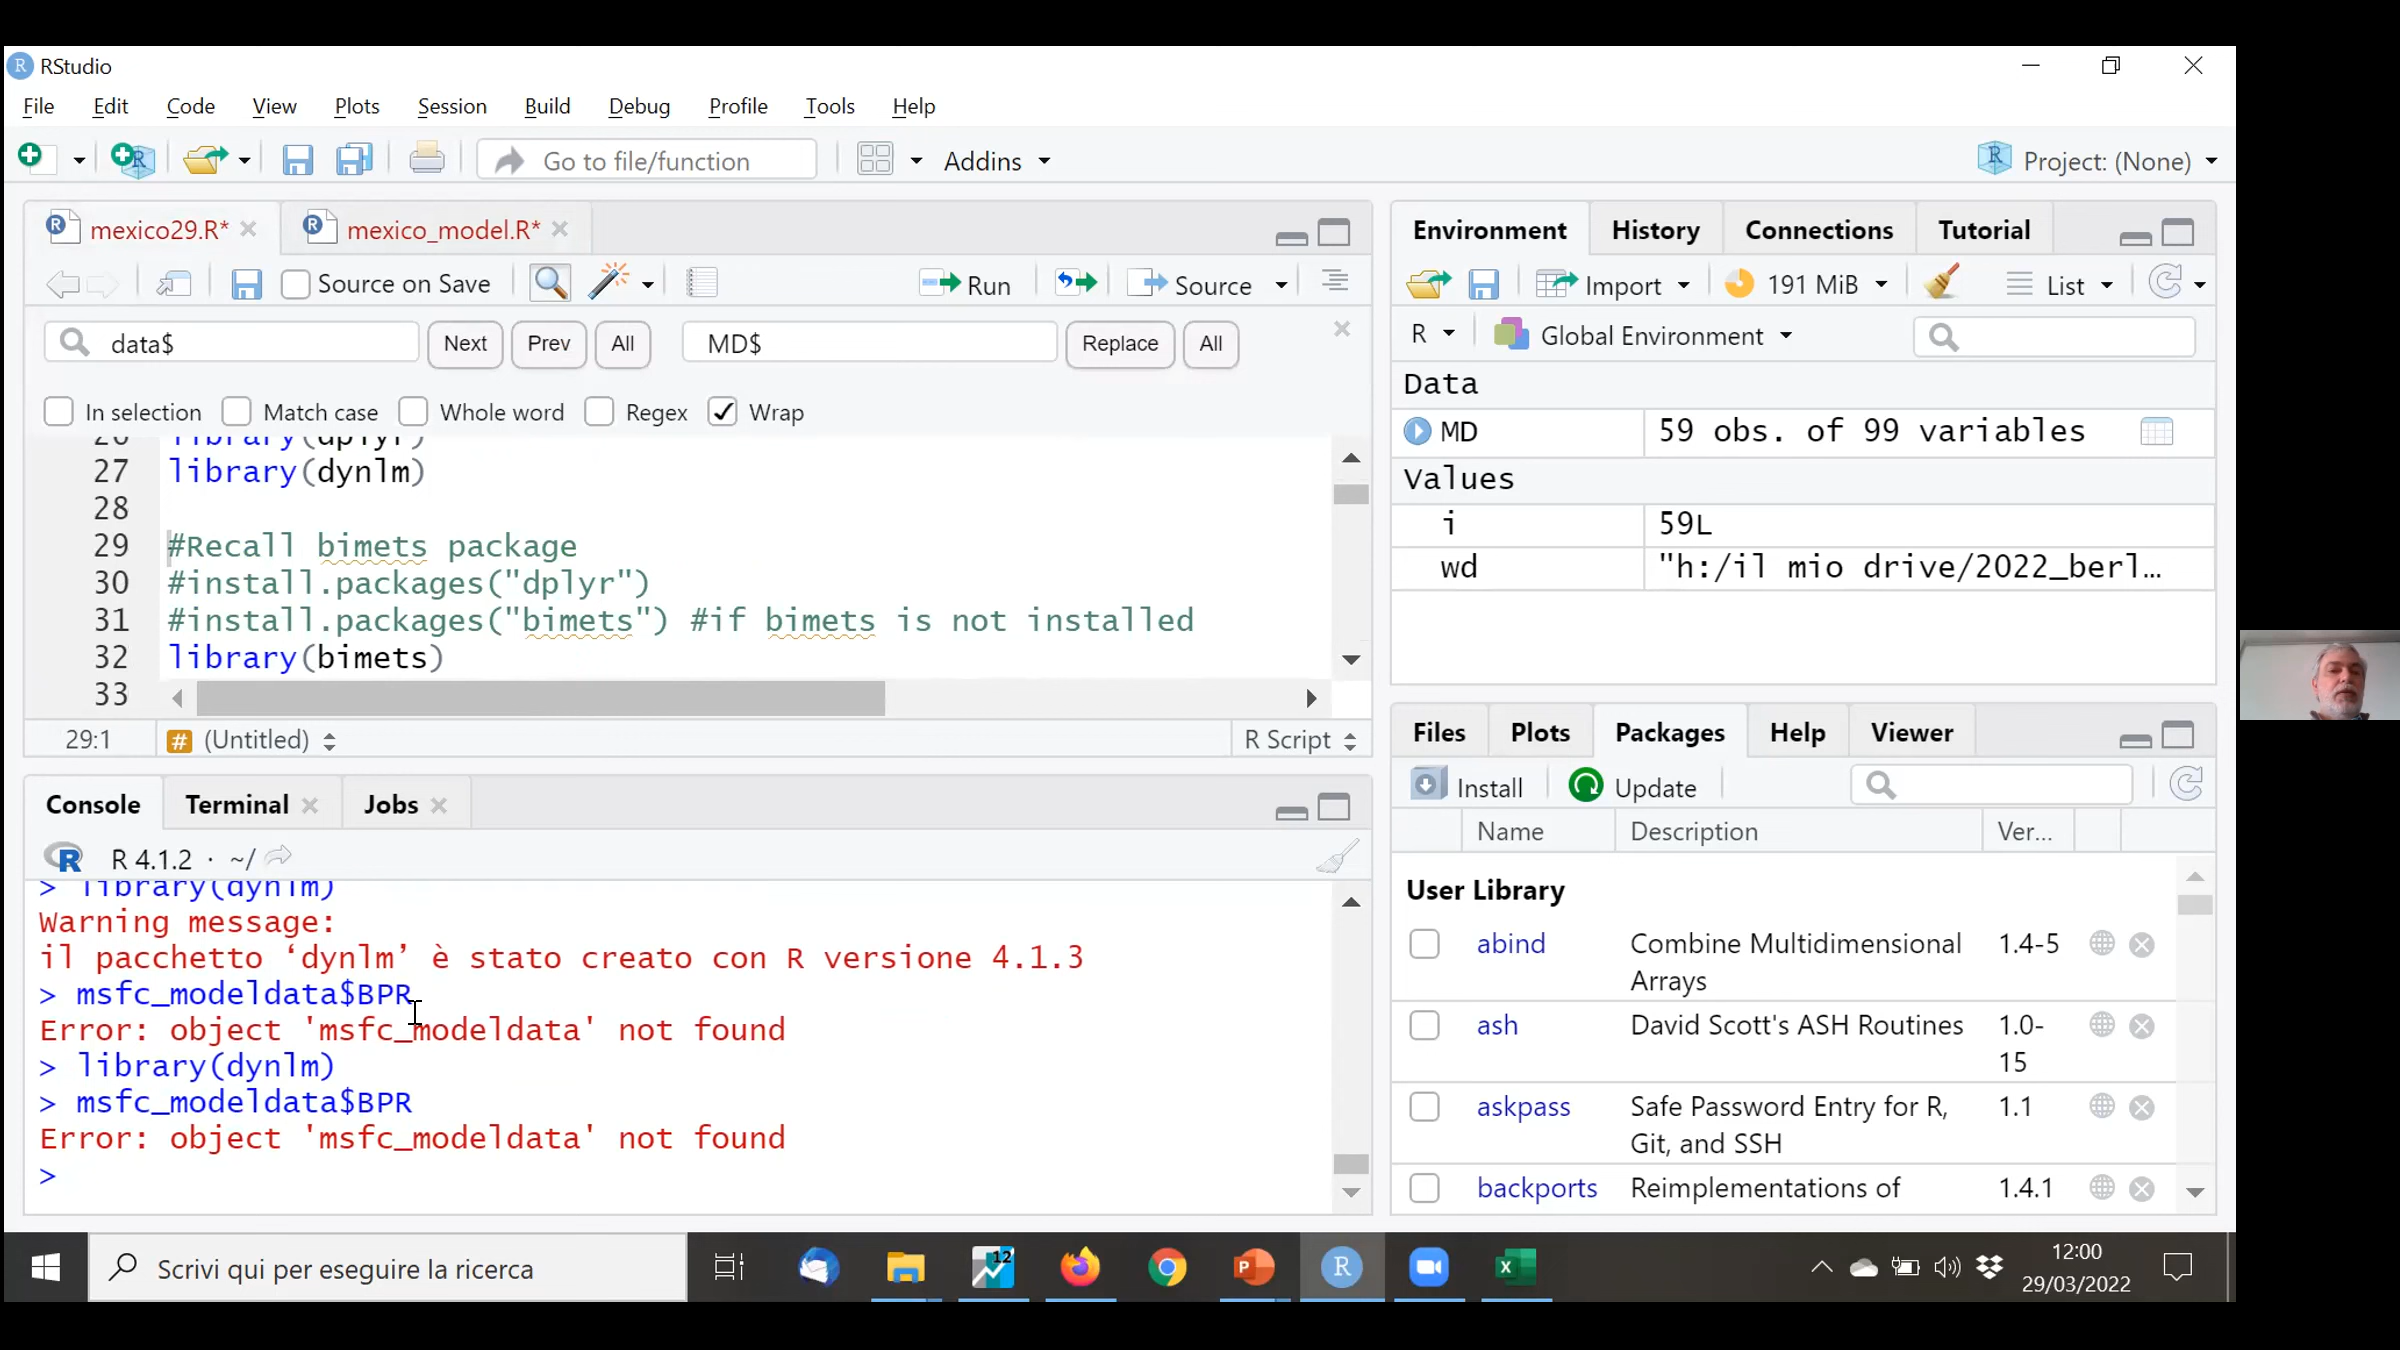 RStudio
File Edit Code View Plots Session Build Debug Profile Tools Help
Go to file/function Addins Project: (None)
mexico29.R* mexico_model.R*
Source on Save Run Source
data$ Next Prev All MD$ Replace All
In selection Match case Whole word Regex Wrap
26 library(dplyr)
27 library(dynlm)
28
29 #Recall bimets package
30 #install.packages("dplyr")
31 #install.packages("bimets") #if bimets is not installed
32 library(bimets)
33
29:1 # (Untitled) R Script
Console Terminal Jobs
R 4.1.2 · ~/
> library(dynlm)
Warning message:
il pacchetto ‘dynlm’ è stato creato con R versione 4.1.3
> msfc_modeldata$BPR
Error: object 'msfc_modeldata' not found
> library(dynlm)
> msfc_modeldata$BPR
Error: object 'msfc_modeldata' not found
>
Environment History Connections Tutorial
Import 191 MiB List
R Global Environment
Data
MD 59 obs. of 99 variables
Values
i 59L
wd "h:/il mio drive/2022_berl…
Files Plots Packages Help Viewer
Install Update
Name Description Ver...
User Library
abind Combine Multidimensional 1.4-5
Arrays
ash David Scott's ASH Routines 1.0-
15
askpass Safe Password Entry for R, 1.1
Git, and SSH
backports Reimplementations of 1.4.1
Scrivi qui per eseguire la ricerca
12
12:00
29/03/2022